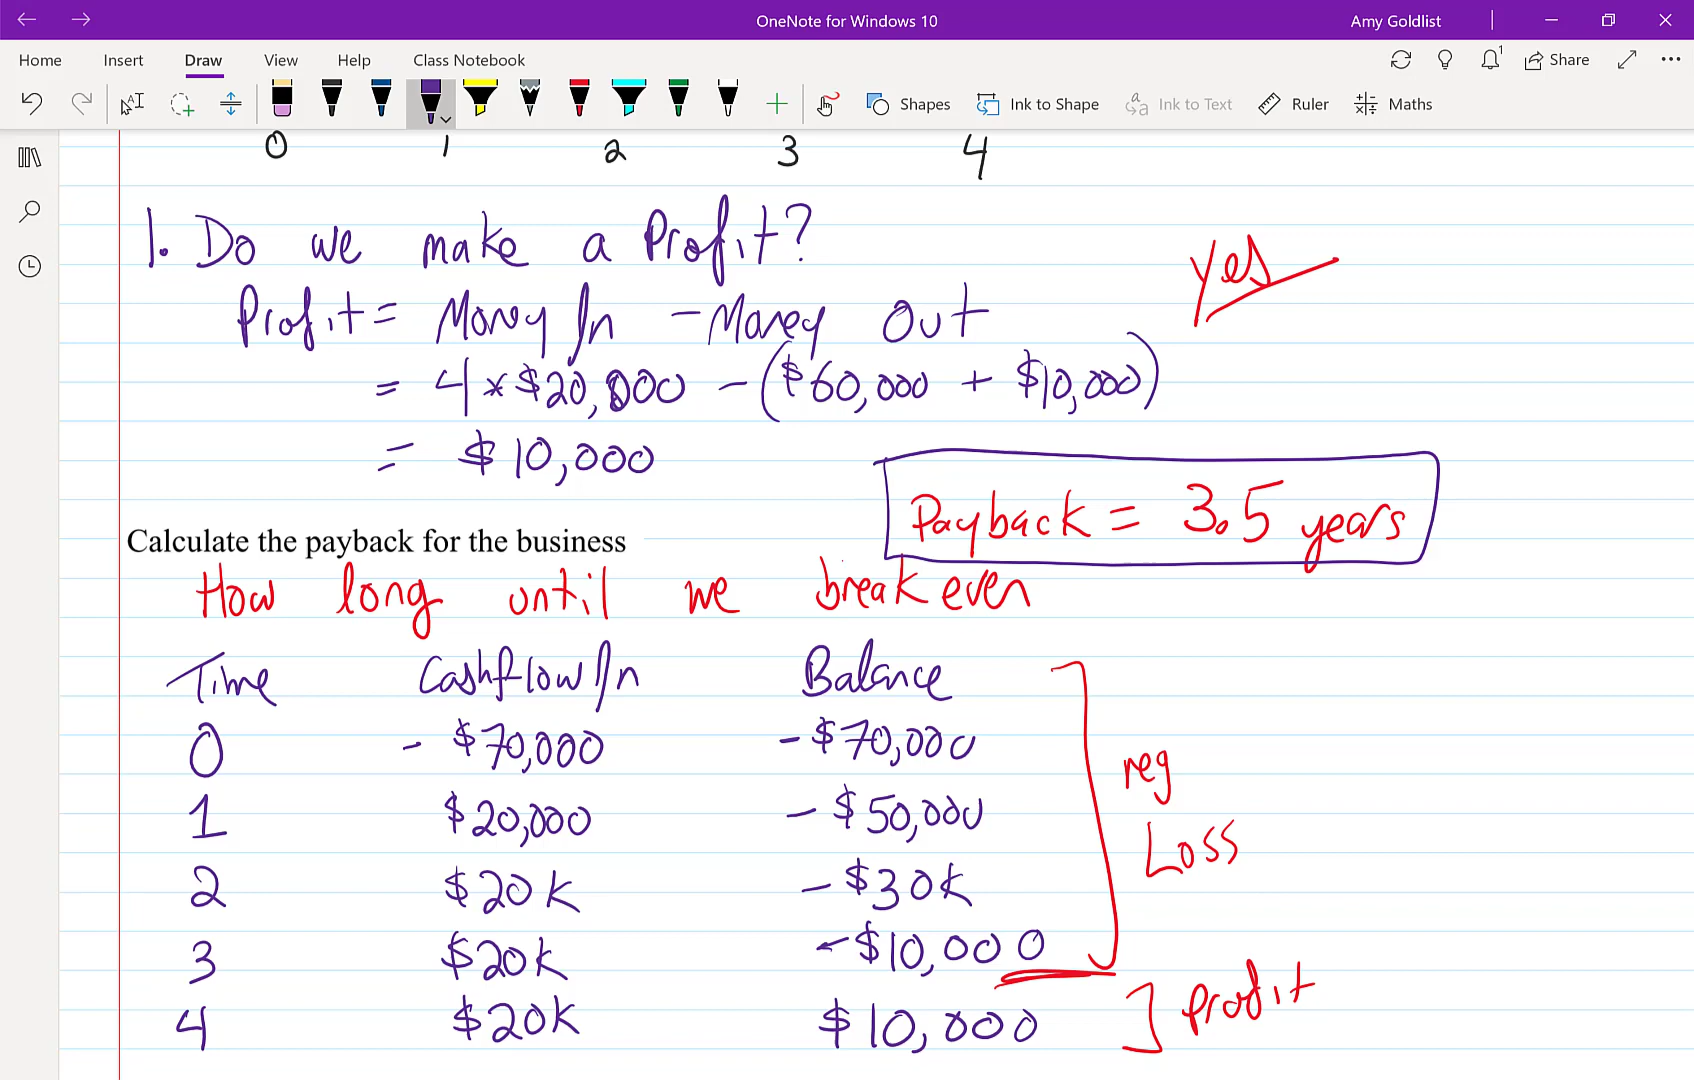 OneNote for Windows 10
Amy Goldlist
Home Insert Draw View Help Class Notebook
1
Share
Shapes Ink to Shape Ink to Text Ruler Maths
0 1 2 3 4
1. Do we make a Profit?
yes
Profit = Money In - Money Out
= 4 * $20,000 - ($60,000 + $10,000)
= $10,000
Payback = 3.5 years
Calculate the payback for the business
How long until we breakeven
Time Cashflow In Balance
0 - $70,000 - $70,000
1 $20,000 - $50,000
reg
Loss
2 $20k - $30k
3 $20k - $10,000
4 $20k $10,000
Profit